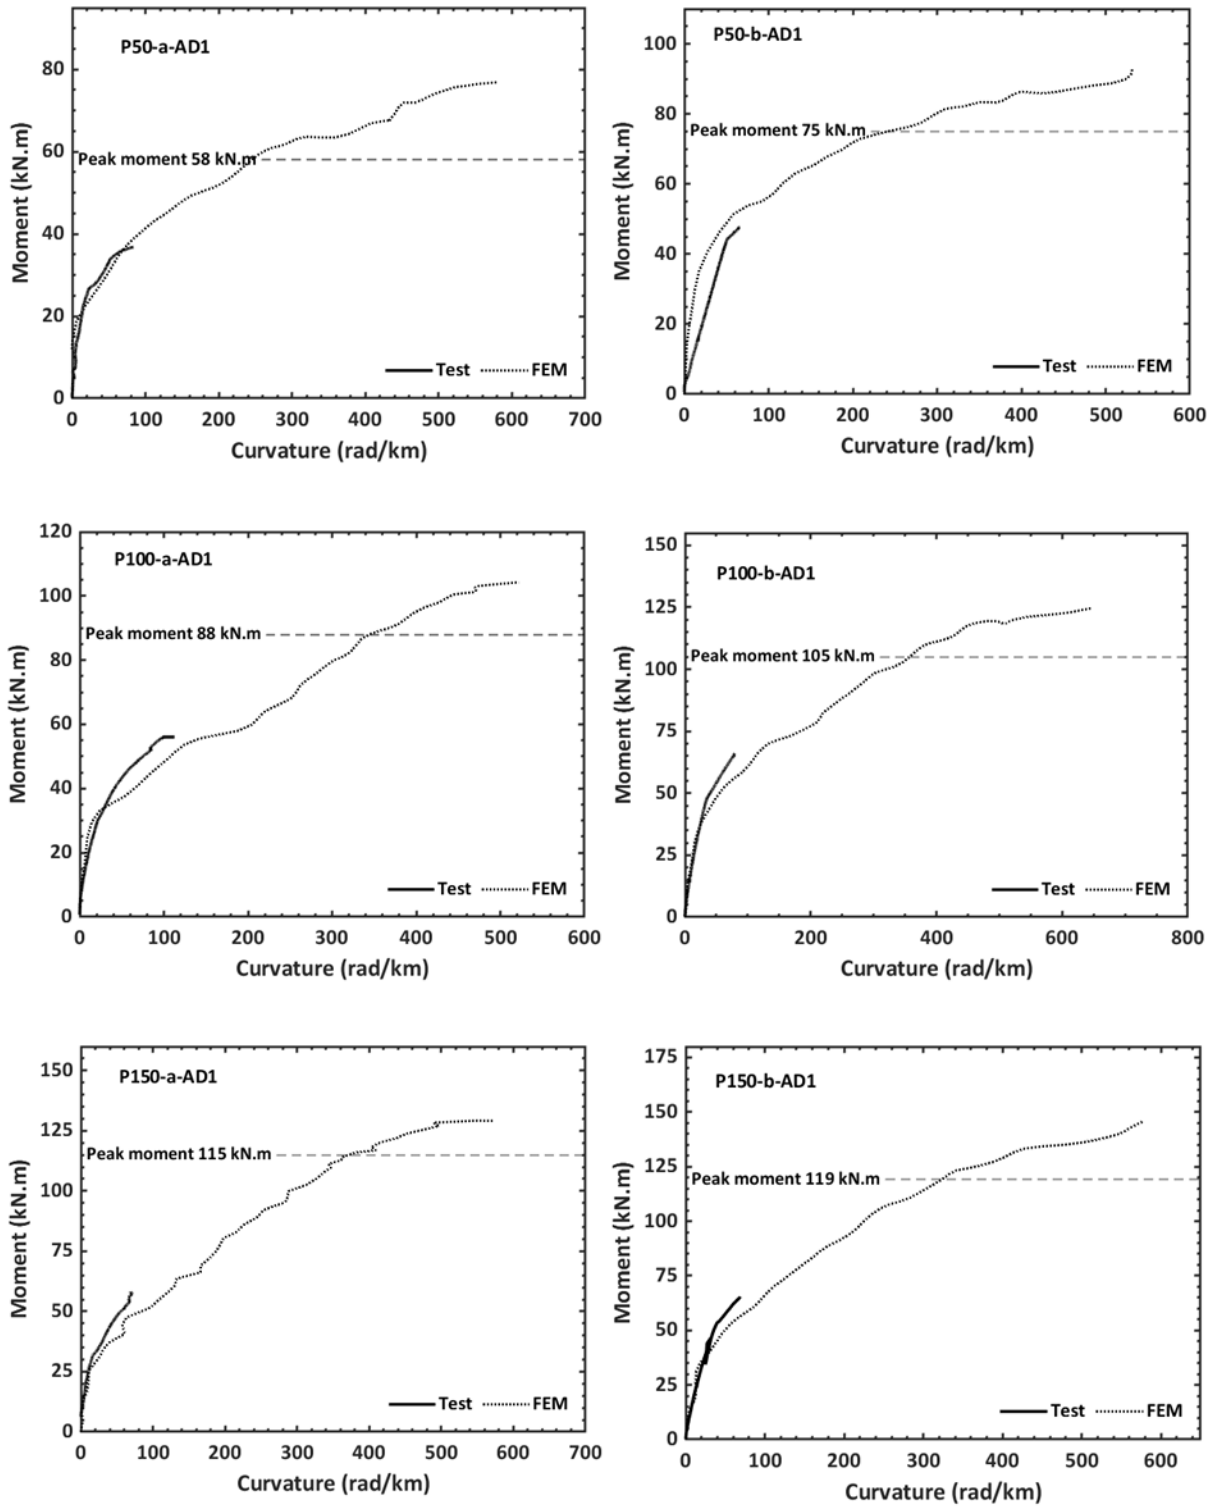 P50-a-AD1
80
60
40
20
0
Moment (kN.m)
Peak moment 58 kN.m
Test FEM
0 100 200 300 400 500 600 700
Curvature (rad/km)
P50-b-AD1
100
80
60
40
20
0
Moment (kN.m)
Peak moment 75 kN.m
Test FEM
0 100 200 300 400 500 600
Curvature (rad/km)
P100-a-AD1
120
100
80
60
40
20
0
Moment (kN.m)
Peak moment 88 kN.m
Test FEM
0 100 200 300 400 500 600
Curvature (rad/km)
P100-b-AD1
150
125
100
75
50
25
0
Moment (kN.m)
Peak moment 105 kN.m
Test FEM
0 200 400 600 800
Curvature (rad/km)
P150-a-AD1
150
125
100
75
50
25
0
Moment (kN.m)
Peak moment 115 kN.m
Test FEM
0 100 200 300 400 500 600 700
Curvature (rad/km)
P150-b-AD1
175
150
125
100
75
50
25
0
Moment (kN.m)
Peak moment 119 kN.m
Test FEM
0 100 200 300 400 500 600
Curvature (rad/km)